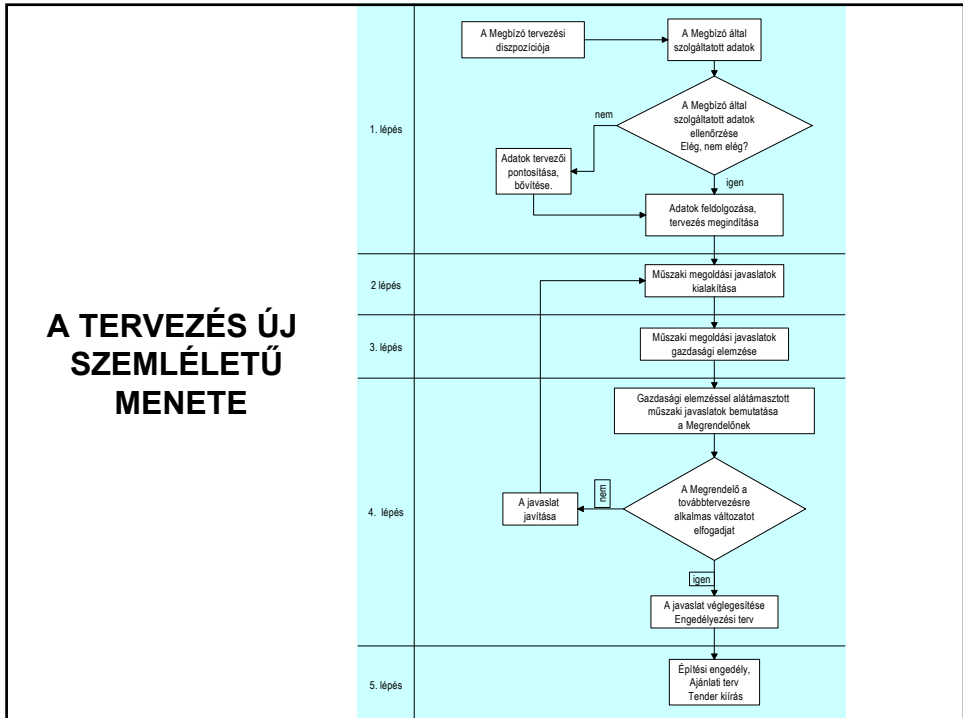 A TERVEZÉS ÚJ
SZEMLÉLETŰ
MENETE
1. lépés
A Megbízó tervezési
diszpozíciója
A Megbízó által
szolgáltatott adatok
A Megbízó által
szolgáltatott adatok
ellenőrzése
Elég, nem elég?
nem
Adatok tervezői
pontosítása,
bővítése.
igen
Adatok feldolgozása,
tervezés megindítása
2 lépés
Műszaki megoldási javaslatok
kialakítása
3. lépés
Műszaki megoldási javaslatok
gazdasági elemzése
4. lépés
Gazdasági elemzéssel alátámasztott
műszaki javaslatok bemutatása
a Megrendelőnek
A Megrendelő a
továbbtervezésre
alkalmas változatot
elfogadjat
nem
A javaslat
javítása
igen
A javaslat véglegesítése
Engedélyezési terv
5. lépés
Építési engedély,
Ajánlati terv
Tender kiírás